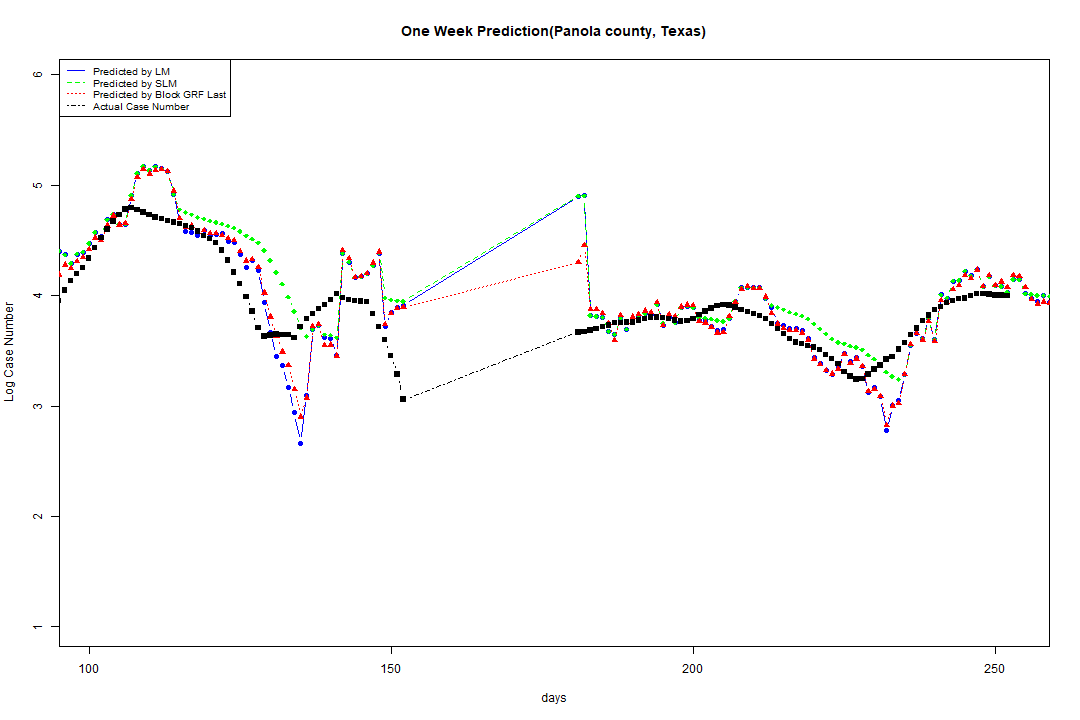 One Week Prediction(Panola county, Texas)
Predicted by LM
Predicted by SLM
Predicted by Block GRF Last
Actual Case Number
6
5
4
3
2
1
Log Case Number
100
150
200
250
days